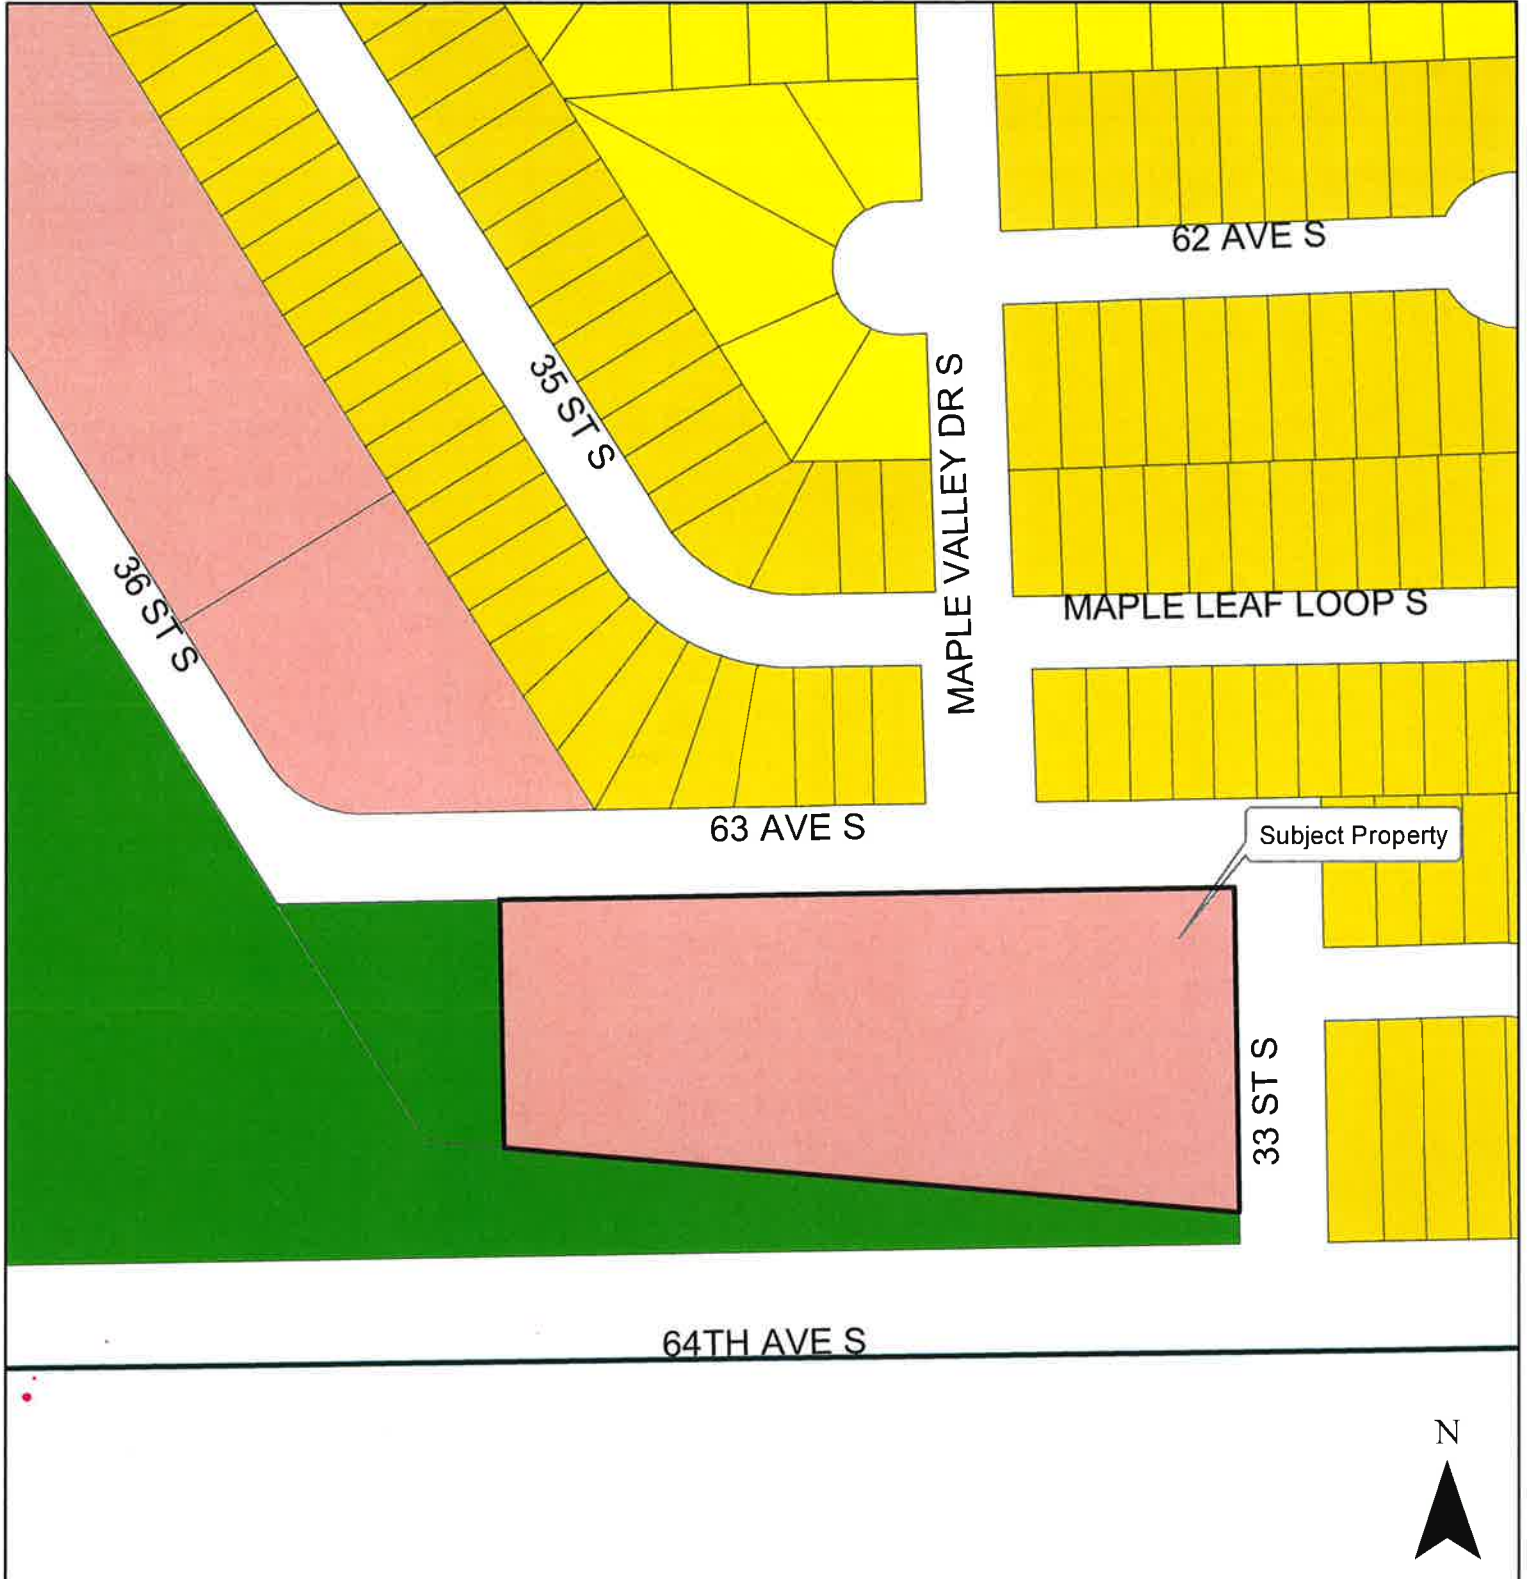 62 AVE S
35 ST S
MAPLE VALLEY DR S
36 ST S
MAPLE LEAF LOOP S
63 AVE S
Subject Property
33 ST S
64TH AVE S
N